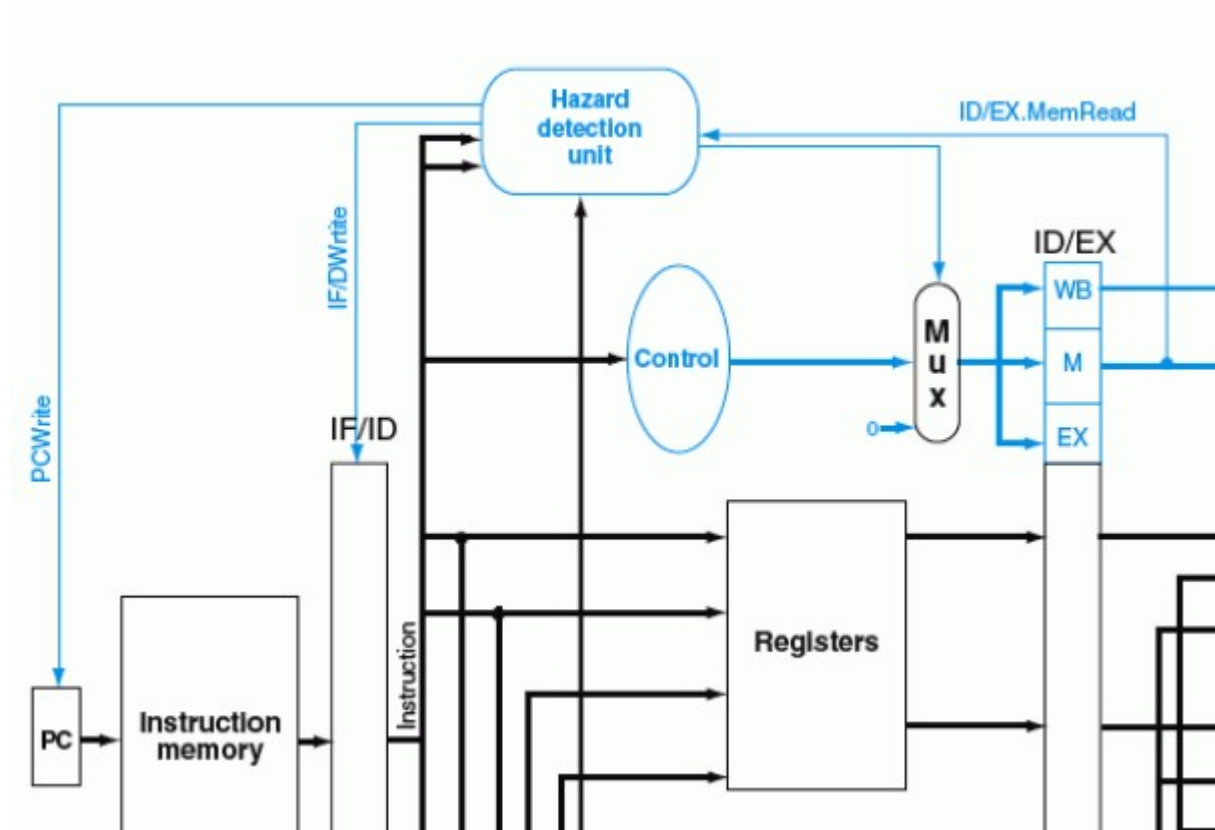 Hazard
detection
unit
ID/EX.MemRead
IF/DWrtite
ID/EX
WB
M
u
x
Control
M
0
EX
PCWrite
IF/ID
Instruction
Registers
PC
Instruction
memory